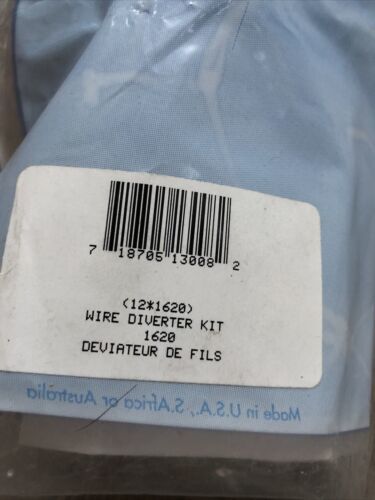 7 18705 13008 2
(12*1620)
WIRE DIVERTER KIT
1620
DEVIATEUR DE FILS
Made in U.S.A., S.Africa or Australia